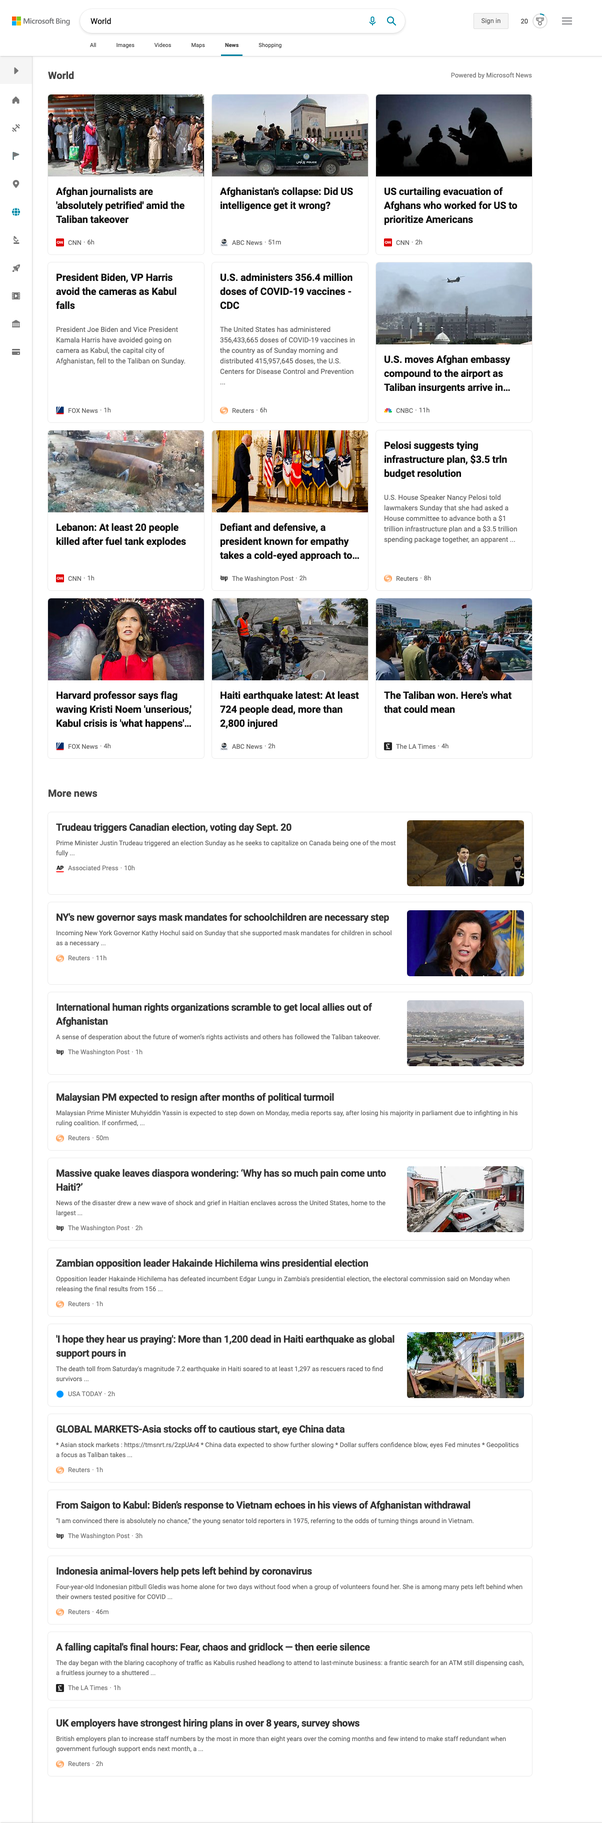 Microsoft Bing
World
Sign in
20
All
Images
Videos
Maps
News
Shopping
World
Powered by Microsoft News
Afghan journalists are
'absolutely petrified' amid the
Taliban takeover
CNN · 6h
Afghanistan's collapse: Did US
intelligence get it wrong?
ABC News · 51m
US curtailing evacuation of
Afghans who worked for US to
prioritize Americans
CNN · 2h
President Biden, VP Harris
avoid the cameras as Kabul
falls
President Joe Biden and Vice President
Kamala Harris have avoided going on
camera as Kabul, the capital city of
Afghanistan, fell to the Taliban on Sunday.
FOX News · 1h
U.S. administers 356.4 million
doses of COVID-19 vaccines -
CDC
The United States has administered
356,433,665 doses of COVID-19 vaccines in
the country as of Sunday morning and
distributed 415,957,645 doses, the U.S.
Centers for Disease Control and Prevention
...
Reuters · 6h
U.S. moves Afghan embassy
compound to the airport as
Taliban insurgents arrive in...
CNBC · 11h
Lebanon: At least 20 people
killed after fuel tank explodes
CNN · 1h
Defiant and defensive, a
president known for empathy
takes a cold-eyed approach to...
The Washington Post · 2h
Pelosi suggests tying
infrastructure plan, $3.5 trln
budget resolution
U.S. House Speaker Nancy Pelosi told
lawmakers Sunday that she had asked a
House committee to advance both a $1
trillion infrastructure plan and a $3.5 trillion
spending package together, an apparent ...
Reuters · 8h
Harvard professor says flag
waving Kristi Noem 'unserious,'
Kabul crisis is 'what happens'...
FOX News · 4h
Haiti earthquake latest: At least
724 people dead, more than
2,800 injured
ABC News · 2h
The Taliban won. Here's what
that could mean
The LA Times · 4h
More news
Trudeau triggers Canadian election, voting day Sept. 20
Prime Minister Justin Trudeau triggered an election Sunday as he seeks to capitalize on Canada being one of the most
fully ...
AP Associated Press · 10h
NY's new governor says mask mandates for schoolchildren are necessary step
Incoming New York Governor Kathy Hochul said on Sunday that she supported mask mandates for children in school
as a necessary ...
Reuters · 11h
International human rights organizations scramble to get local allies out of
Afghanistan
A sense of desperation about the future of women's rights activists and others has followed the Taliban takeover.
The Washington Post · 1h
Malaysian PM expected to resign after months of political turmoil
Malaysian Prime Minister Muhyiddin Yassin is expected to step down on Monday, media reports say, after losing his majority in parliament due to infighting in his
ruling coalition. If confirmed, ...
Reuters · 50m
Massive quake leaves diaspora wondering: 'Why has so much pain come unto
Haiti?'
News of the disaster drew a new wave of shock and grief in Haitian enclaves across the United States, home to the
largest ...
The Washington Post · 2h
Zambian opposition leader Hakainde Hichilema wins presidential election
Opposition leader Hakainde Hichilema has defeated incumbent Edgar Lungu in Zambia's presidential election, the electoral commission said on Monday when
releasing the final results from 156 ...
Reuters · 1h
'I hope they hear us praying': More than 1,200 dead in Haiti earthquake as global
support pours in
The death toll from Saturday's magnitude 7.2 earthquake in Haiti soared to at least 1,297 as rescuers raced to find
survivors ...
USA TODAY · 2h
GLOBAL MARKETS-Asia stocks off to cautious start, eye China data
* Asian stock markets : https://tmsnrt.rs/2zpUAr4 * China data expected to show further slowing * Dollar suffers confidence blow, eyes Fed minutes * Geopolitics
a focus as Taliban takes ...
Reuters · 1h
From Saigon to Kabul: Biden's response to Vietnam echoes in his views of Afghanistan withdrawal
"I am convinced there is absolutely no chance," the young senator told reporters in 1975, referring to the odds of turning things around in Vietnam.
The Washington Post · 3h
Indonesia animal-lovers help pets left behind by coronavirus
Four-year-old Indonesian pitbull Gledis was home alone for two days without food when a group of volunteers found her. She is among many pets left behind when
their owners tested positive for COVID ...
Reuters · 46m
A falling capital's final hours: Fear, chaos and gridlock — then eerie silence
The day began with the blaring cacophony of traffic as Kabulis rushed headlong to attend to last-minute business: a frantic search for an ATM still dispensing cash,
a fruitless journey to a shuttered ...
The LA Times · 1h
UK employers have strongest hiring plans in over 8 years, survey shows
British employers plan to increase staff numbers by the most in more than eight years over the coming months and few intend to make staff redundant when
government furlough support ends next month, a ...
Reuters · 2h